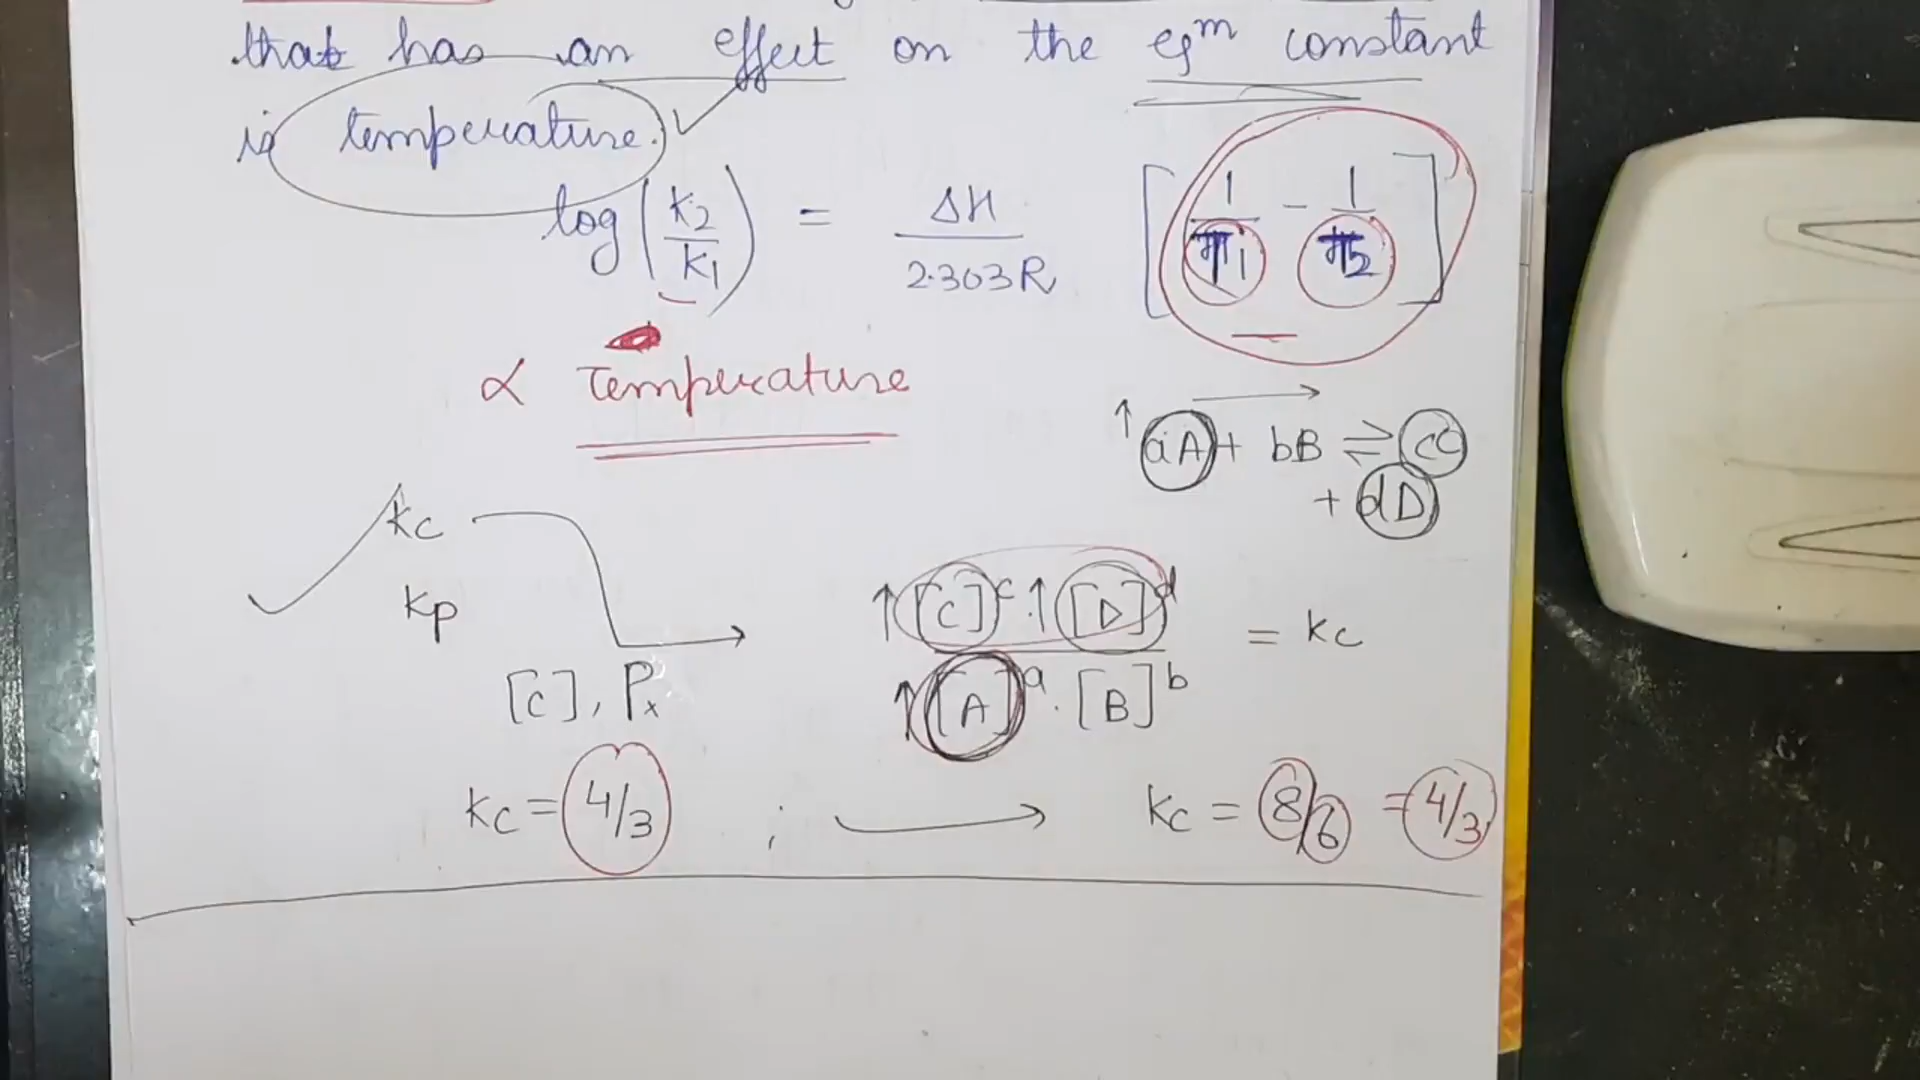 that has an effect on the eqm constant
is temperature.
log (K2/K1) = ΔH/2.303R [1/T1 - 1/T2]
∝ Temperature
↑ aA + bB ⇌ cC
+ dD
kc
kp
[C], Px
↑[C]^c . ↑[D]^d / ↑[A]^a . [B]^b = kc
kc = 4/3 ; → kc = 8/6 = 4/3